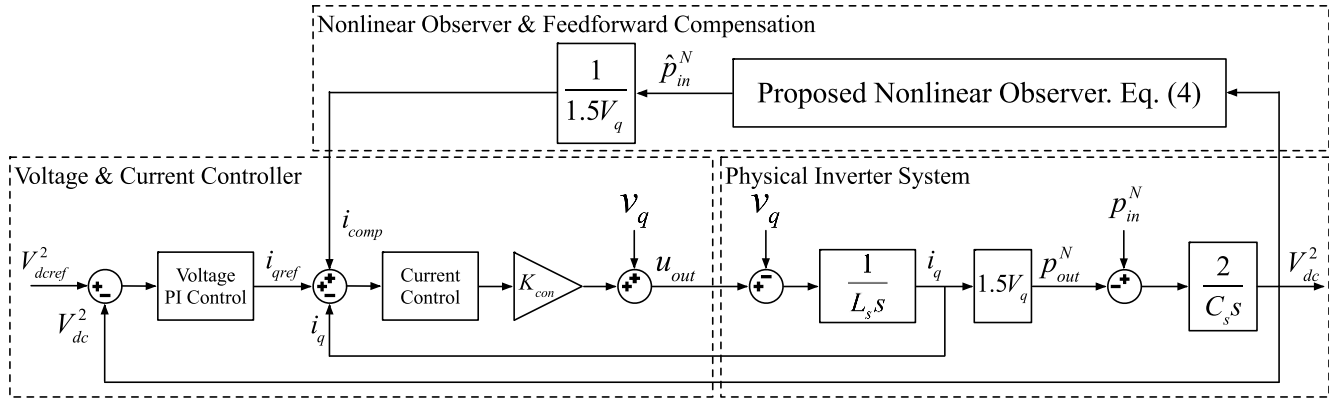 Nonlinear Observer & Feedforward Compensation
1
1.5V_q
p̂_in^N
Proposed Nonlinear Observer. Eq. (4)
Voltage & Current Controller
V_dcref^2
+
−
V_dc^2
Voltage
PI Control
i_qref
i_comp
+
+
−
i_q
Current
Control
K_con
v_q
+
+
u_out
Physical Inverter System
v_q
−
+
1
L_s s
i_q
1.5V_q
p_out^N
p_in^N
+
−
2
C_s s
V_dc^2